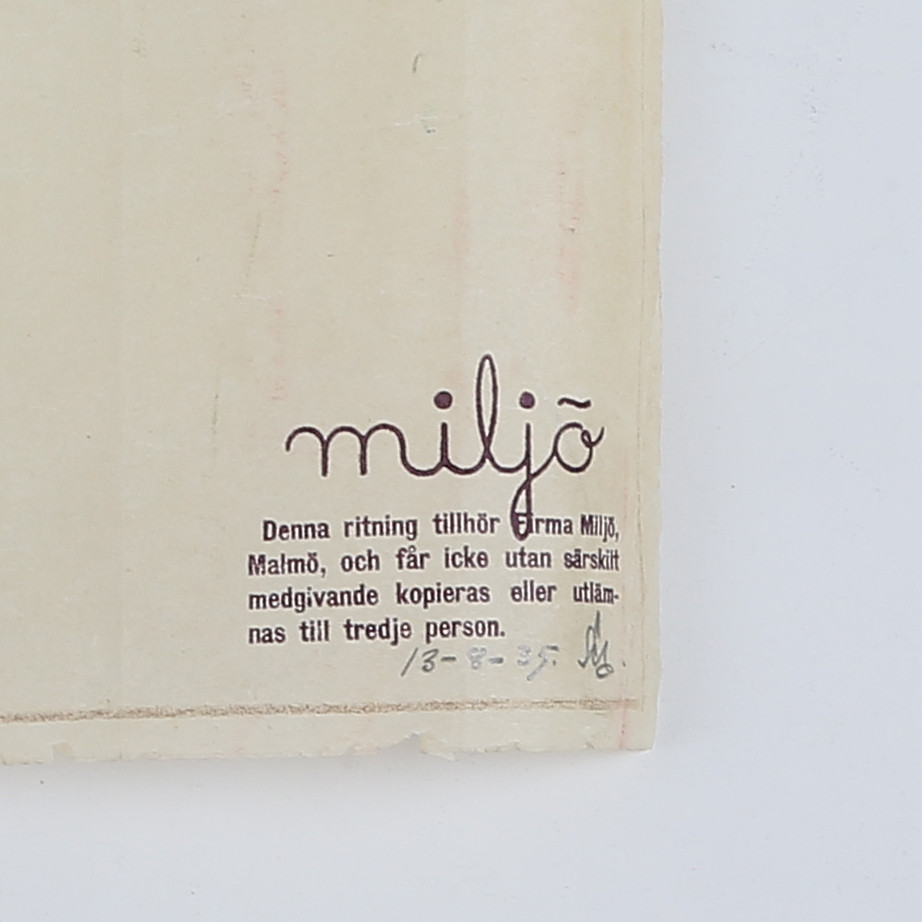 miljö
Denna ritning tillhör Firma Miljö,
Malmö, och får icke utan särskilt
medgivande kopieras eller utläm-
nas till tredje person.
13-8-35.